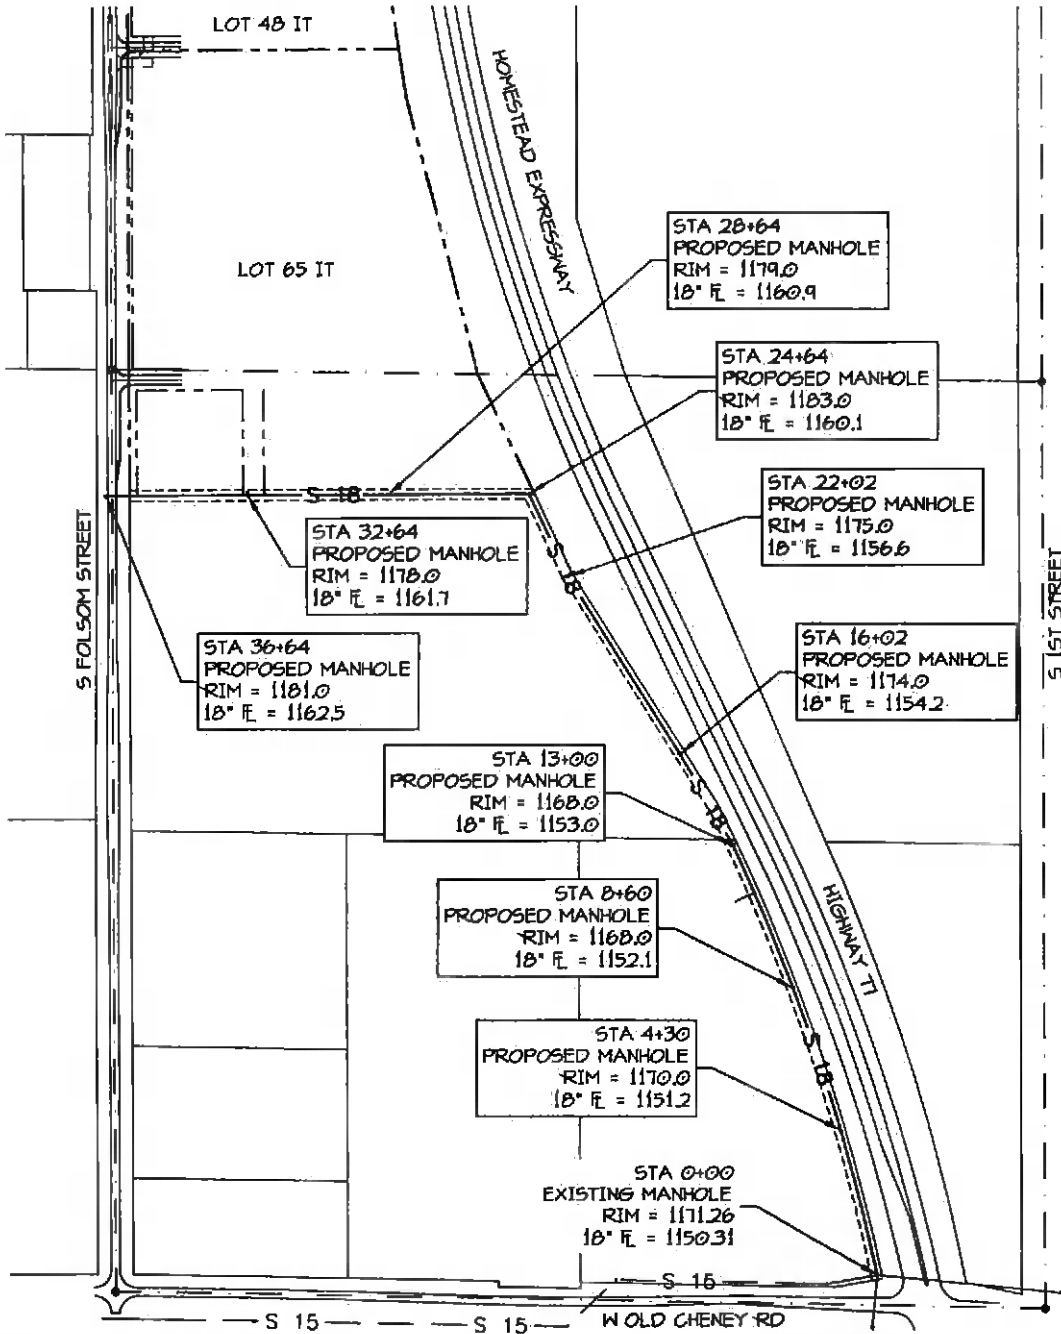 LOT 48 IT
HOMESTEAD EXPRESSWAY
LOT 65 IT
STA 28+64
PROPOSED MANHOLE
RIM = 1179.0
18" FL = 1160.9
STA 24+64
PROPOSED MANHOLE
RIM = 1183.0
18" FL = 1160.1
STA 22+02
PROPOSED MANHOLE
RIM = 1175.0
18" FL = 1156.6
S 18
STA 32+64
PROPOSED MANHOLE
RIM = 1178.0
18" FL = 1161.7
S 18
S FOLSOM STREET
S 1ST STREET
STA 36+64
PROPOSED MANHOLE
RIM = 1181.0
18" FL = 1162.5
STA 16+02
PROPOSED MANHOLE
RIM = 1174.0
18" FL = 1154.2
STA 13+00
PROPOSED MANHOLE
RIM = 1168.0
18" FL = 1153.0
S 18
STA 8+60
PROPOSED MANHOLE
RIM = 1168.0
18" FL = 1152.1
HIGHWAY 77
STA 4+30
PROPOSED MANHOLE
RIM = 1170.0
18" FL = 1151.2
S 18
STA 0+00
EXISTING MANHOLE
RIM = 1171.26
18" FL = 1150.31
S 15
S 15
S 15
W OLD CHENEY RD